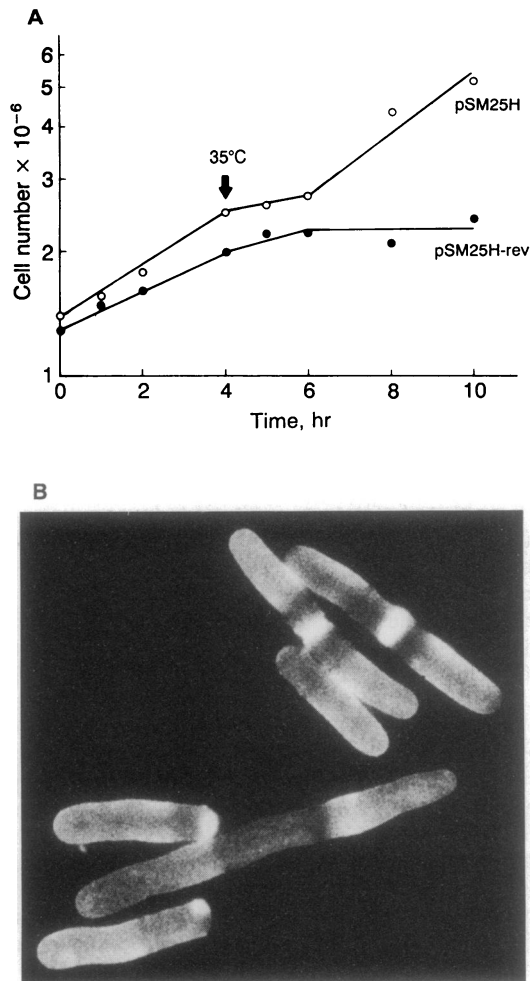 A
6
5
4
3
2
1
Cell number × 10⁻⁶
35°C
pSM25H
pSM25H-rev
0 2 4 6 8 10
Time, hr
B